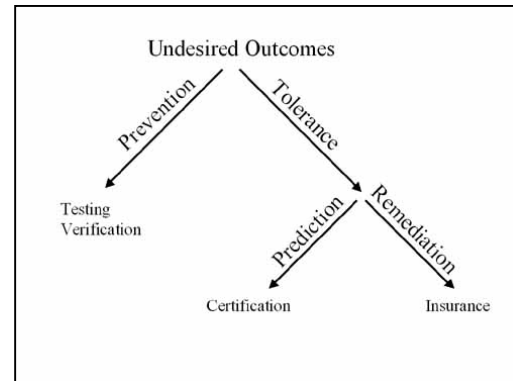 Undesired Outcomes
Prevention
Tolerance
Testing
Verification
Prediction
Remediation
Certification
Insurance